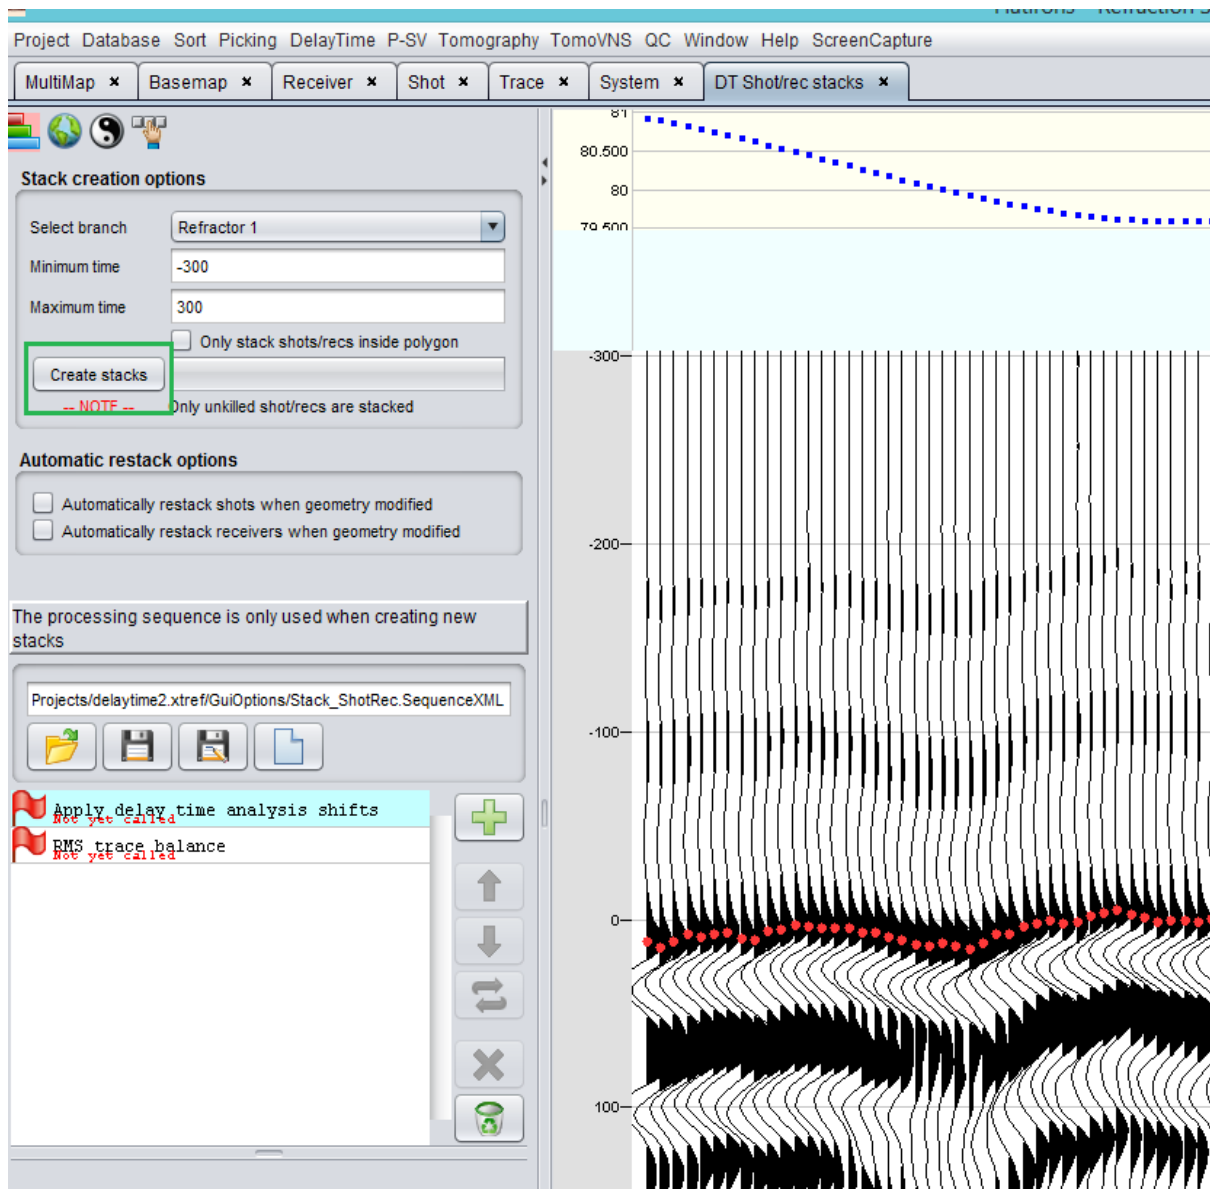 Project Database Sort Picking DelayTime P-SV Tomography TomoVNS QC Window Help ScreenCapture
MultiMap × Basemap × Receiver × Shot × Trace × System × DT Shot/rec stacks ×
81
80.500
80
79.500
Stack creation options
Select branch Refractor 1
Minimum time -300
Maximum time 300
Only stack shots/recs inside polygon
Create stacks
-- NOTE -- Only unkilled shot/recs are stacked
Automatic restack options
Automatically restack shots when geometry modified
Automatically restack receivers when geometry modified
The processing sequence is only used when creating new
stacks
Projects/delaytime2.xtref/GuiOptions/Stack_ShotRec.SequenceXML
Apply delay time analysis shifts
Not yet called
RMS trace balance
Not yet called
-300
-200
-100
0
100